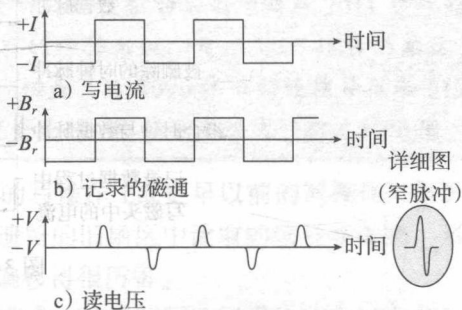 +I
-I
时间
a) 写电流
+Br
-Br
时间
b) 记录的磁通
详细图
(窄脉冲)
+V
-V
时间
c) 读电压